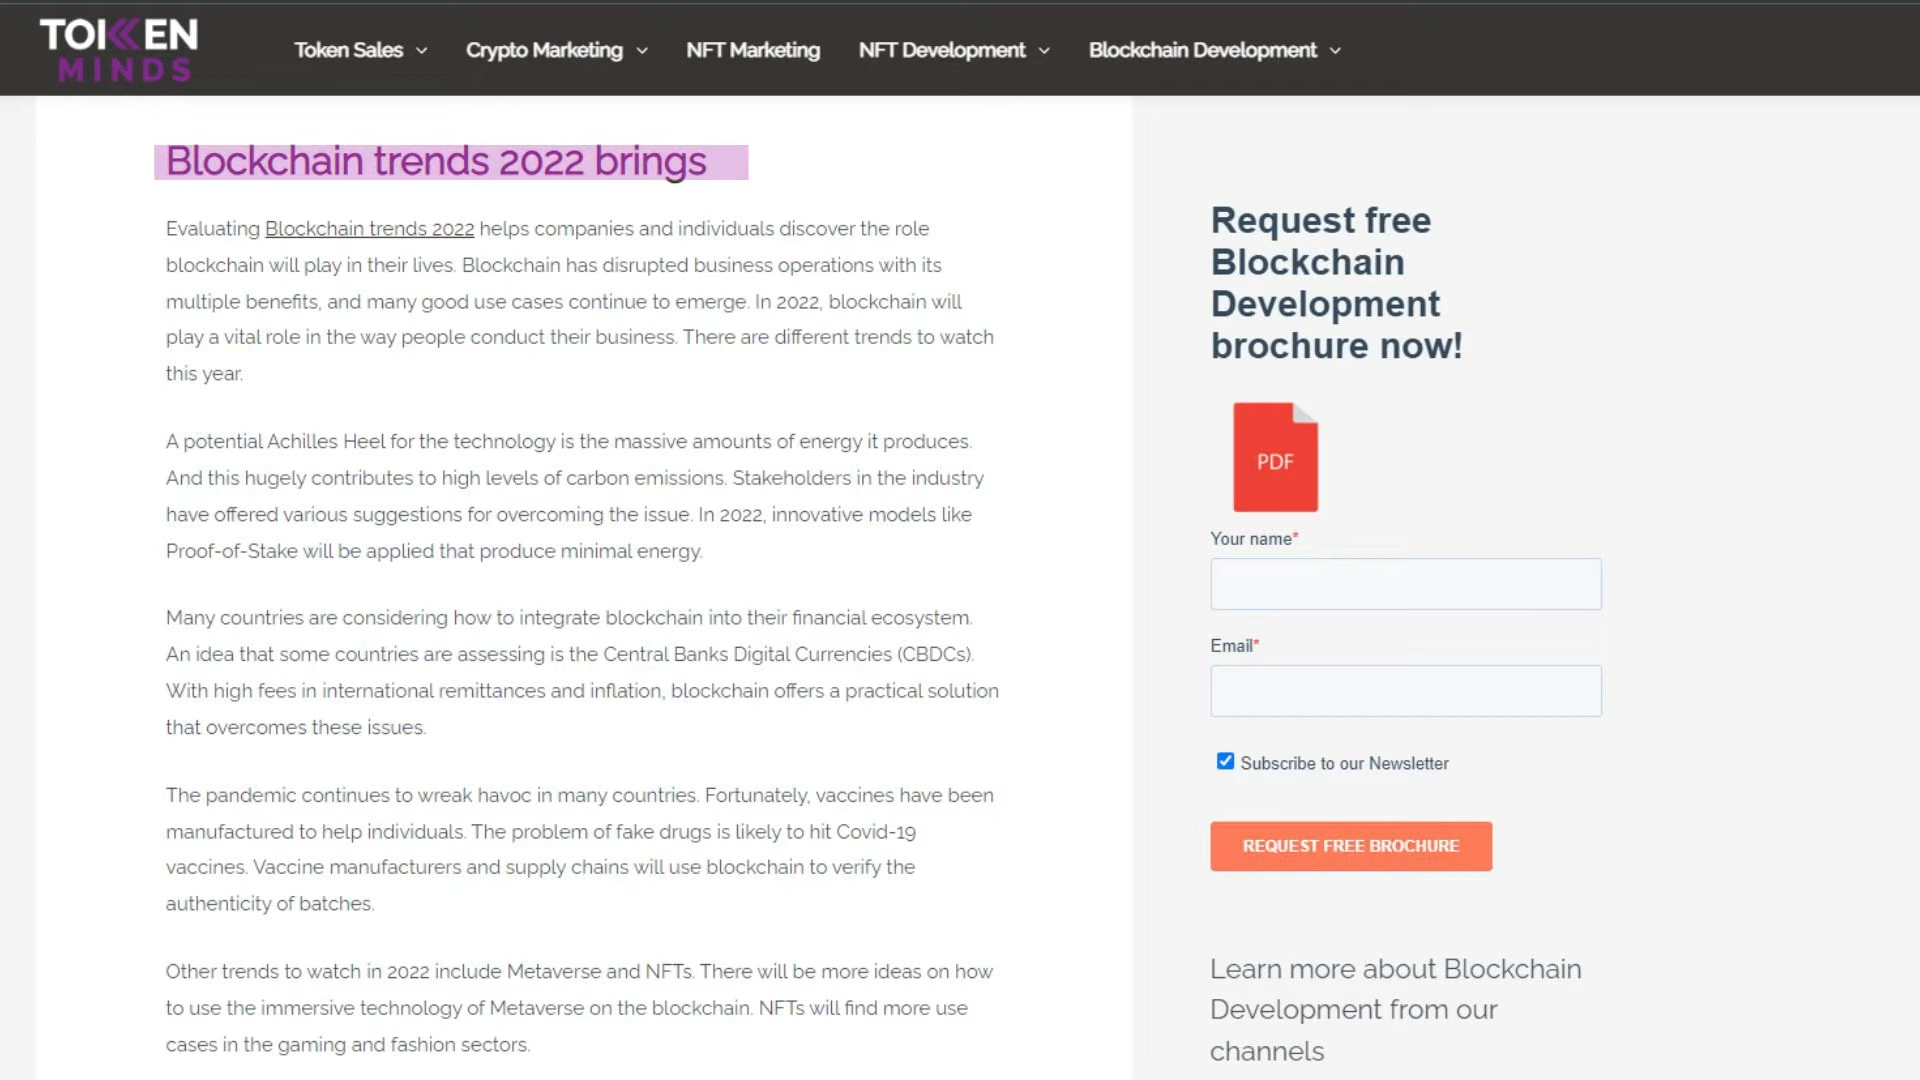 TOKEN
MINDS
Token Sales
Crypto Marketing
NFT Marketing
NFT Development
Blockchain Development
Blockchain trends 2022 brings
Evaluating Blockchain trends 2022 helps companies and individuals discover the role
blockchain will play in their lives. Blockchain has disrupted business operations with its
multiple benefits, and many good use cases continue to emerge. In 2022, blockchain will
play a vital role in the way people conduct their business. There are different trends to watch
this year.
A potential Achilles Heel for the technology is the massive amounts of energy it produces.
And this hugely contributes to high levels of carbon emissions. Stakeholders in the industry
have offered various suggestions for overcoming the issue. In 2022, innovative models like
Proof-of-Stake will be applied that produce minimal energy.
Many countries are considering how to integrate blockchain into their financial ecosystem.
An idea that some countries are assessing is the Central Banks Digital Currencies (CBDCs).
With high fees in international remittances and inflation, blockchain offers a practical solution
that overcomes these issues.
The pandemic continues to wreak havoc in many countries. Fortunately, vaccines have been
manufactured to help individuals. The problem of fake drugs is likely to hit Covid-19
vaccines. Vaccine manufacturers and supply chains will use blockchain to verify the
authenticity of batches.
Other trends to watch in 2022 include Metaverse and NFTs. There will be more ideas on how
to use the immersive technology of Metaverse on the blockchain. NFTs will find more use
cases in the gaming and fashion sectors.
Request free
Blockchain
Development
brochure now!
PDF
Your name*
Email*
Subscribe to our Newsletter
REQUEST FREE BROCHURE
Learn more about Blockchain
Development from our
channels